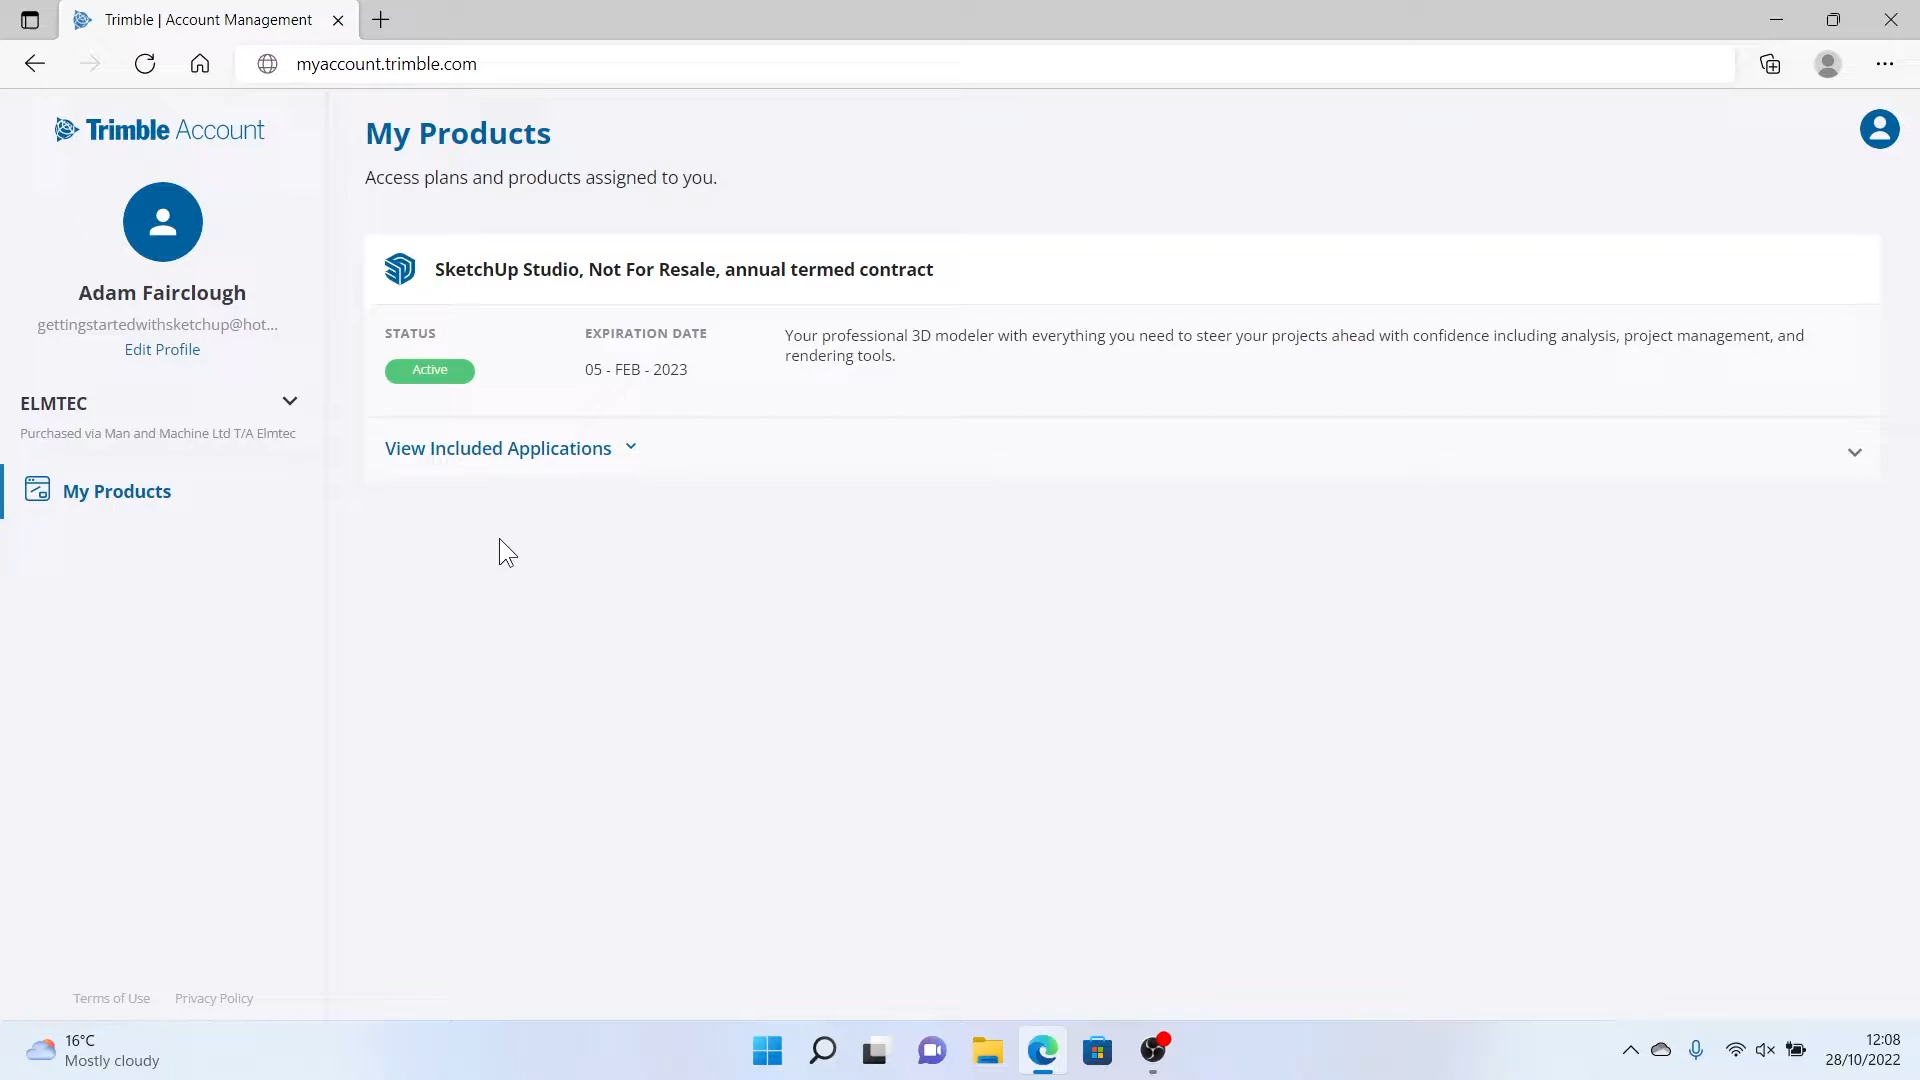 Trimble | Account Management
myaccount.trimble.com
Trimble Account
Adam Fairclough
gettingstartedwithsketchup@hot...
Edit Profile
ELMTEC
Purchased via Man and Machine Ltd T/A Elmtec
My Products
Terms of Use Privacy Policy
My Products
Access plans and products assigned to you.
SketchUp Studio, Not For Resale, annual termed contract
STATUS
Active
EXPIRATION DATE
05 - FEB - 2023
Your professional 3D modeler with everything you need to steer your projects ahead with confidence including analysis, project management, and
rendering tools.
View Included Applications
16°C
Mostly cloudy
12:08
28/10/2022